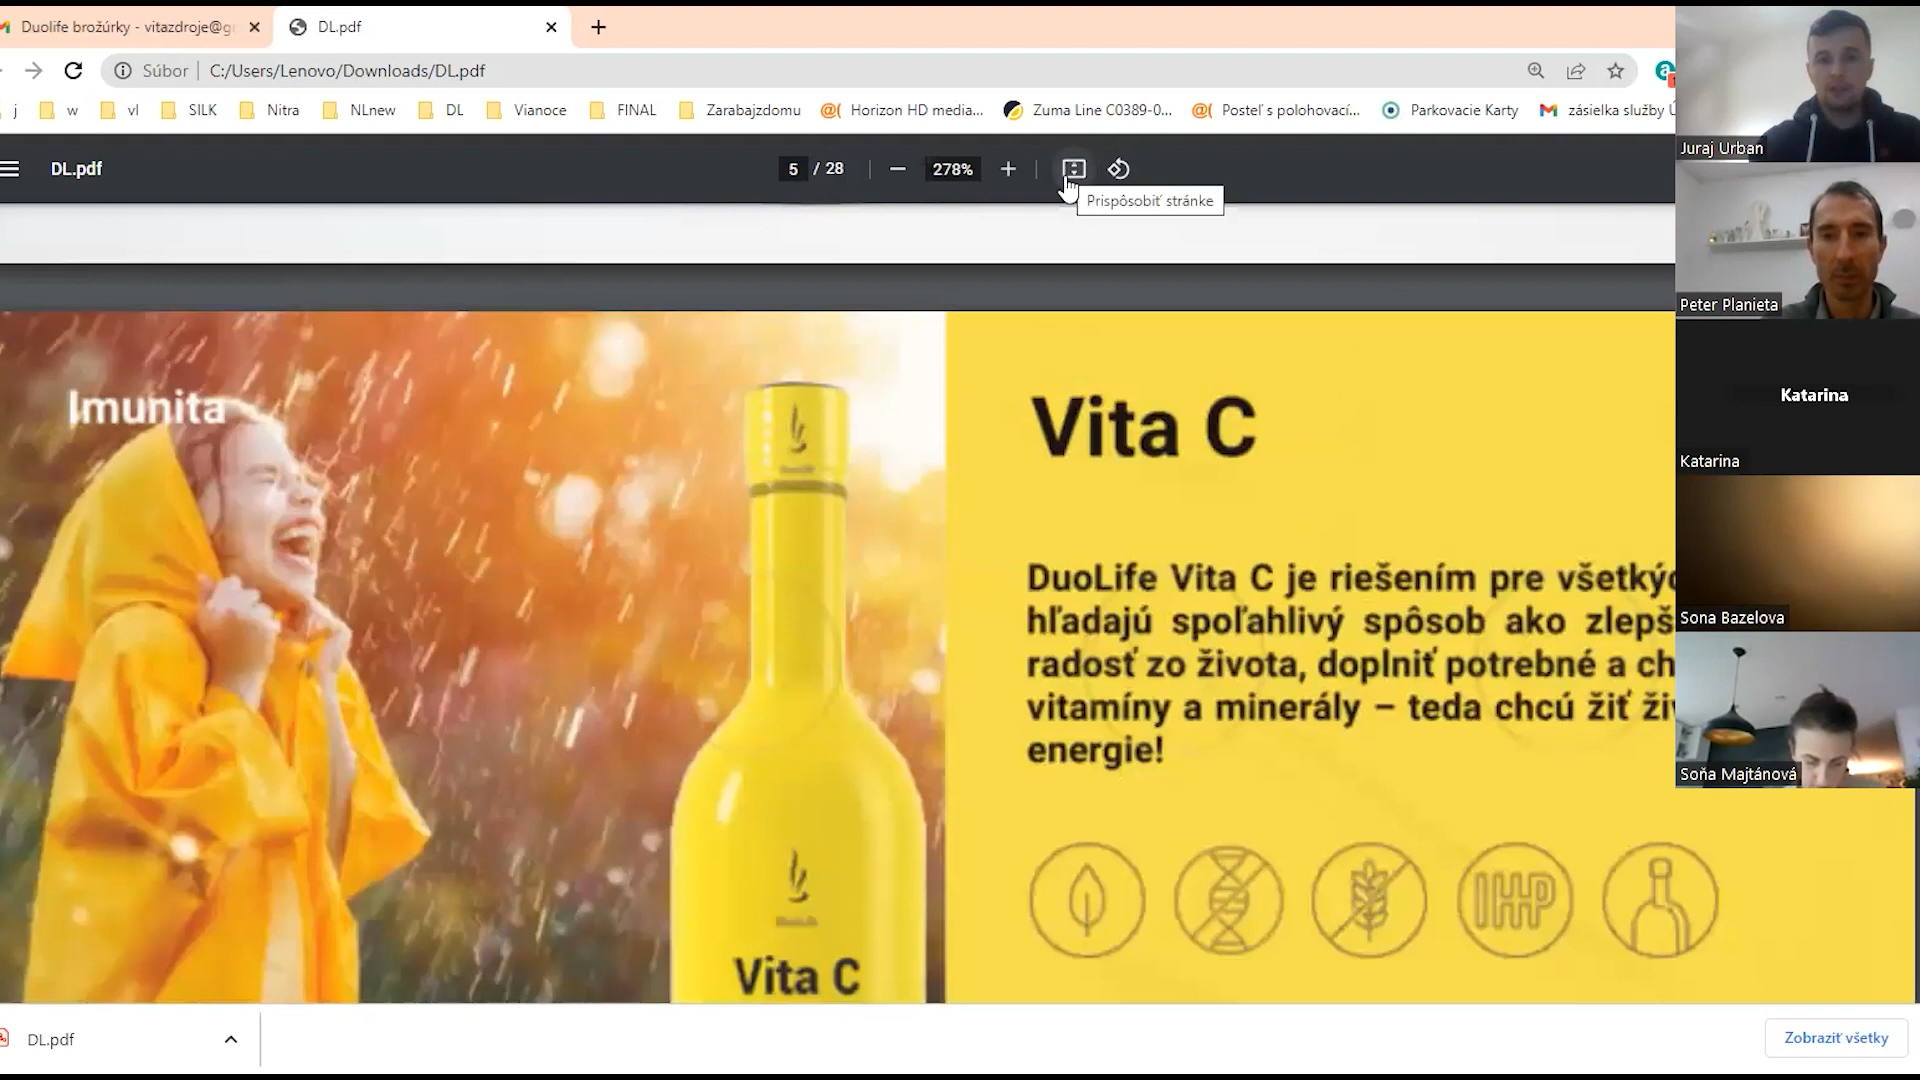 Duolife brožúrky - vitazdroje@g
DL.pdf
Súbor
C:/Users/Lenovo/Downloads/DL.pdf
j
w
vl
SILK
Nitra
NLnew
DL
Vianoce
FINAL
Zarabajzdomu
Horizon HD media...
Zuma Line C0389-0...
Posteľ s polohovací...
Parkovacie Karty
zásielka služby
DL.pdf
5 / 28
278%
Prispôsobiť stránke
Juraj Urban
Peter Planieta
Katarina
Katarina
Sona Bazelova
Soňa Majtánová
Imunita
Vita C
DuoLife Vita C je riešením pre všetkýc
hľadajú spoľahlivý spôsob ako zlepš
radosť zo života, doplniť potrebné a ch
vitamíny a minerály – teda chcú žiť ži
energie!
IHHP
Vita C
DL.pdf
Zobraziť všetky